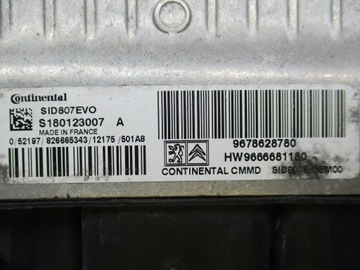 Continental
SID807EVO
S180123007 A
MADE IN FRANCE
0/52197/826665343/12175/501A8
9678628780
HW9666681180
CONTINENTAL CMMD